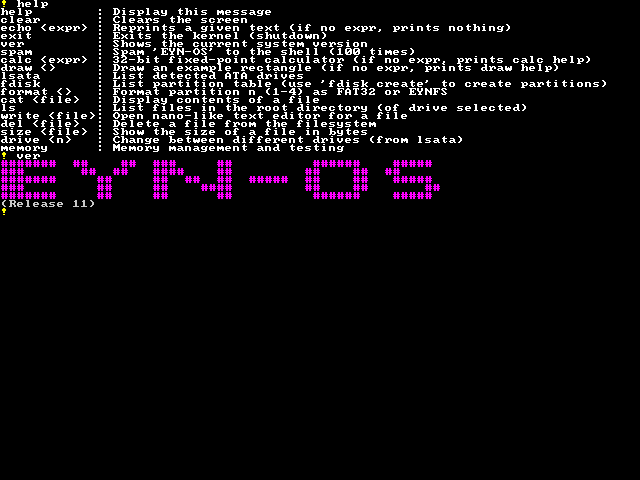 ! help
help        : Display this message
clear       : Clears the screen
echo <expr> : Reprints a given text (if no expr, prints nothing)
exit        : Exits the kernel (shutdown)
ver         : Shows the current system version
spam        : Spam 'EYN-OS' to the shell (100 times)
calc <expr> : 32-bit fixed-point calculator (if no expr, prints calc help)
draw <>     : Draw an example rectangle (if no expr, prints draw help)
lsata       : List detected ATA drives
fdisk       : List partition table (use 'fdisk create' to create partitions)
format <>   : Format partition n (1-4) as FAT32 or EYNFS
cat <file>  : Display contents of a file
ls          : List files in the root directory (of drive selected)
write <file>: Open nano-like text editor for a file
del <file>  : Delete a file from the filesystem
size <file> : Show the size of a file in bytes
drive <n>   : Change between different drives (from lsata)
memory      : Memory management and testing
! ver
EYN-OS
(Release 11)
!